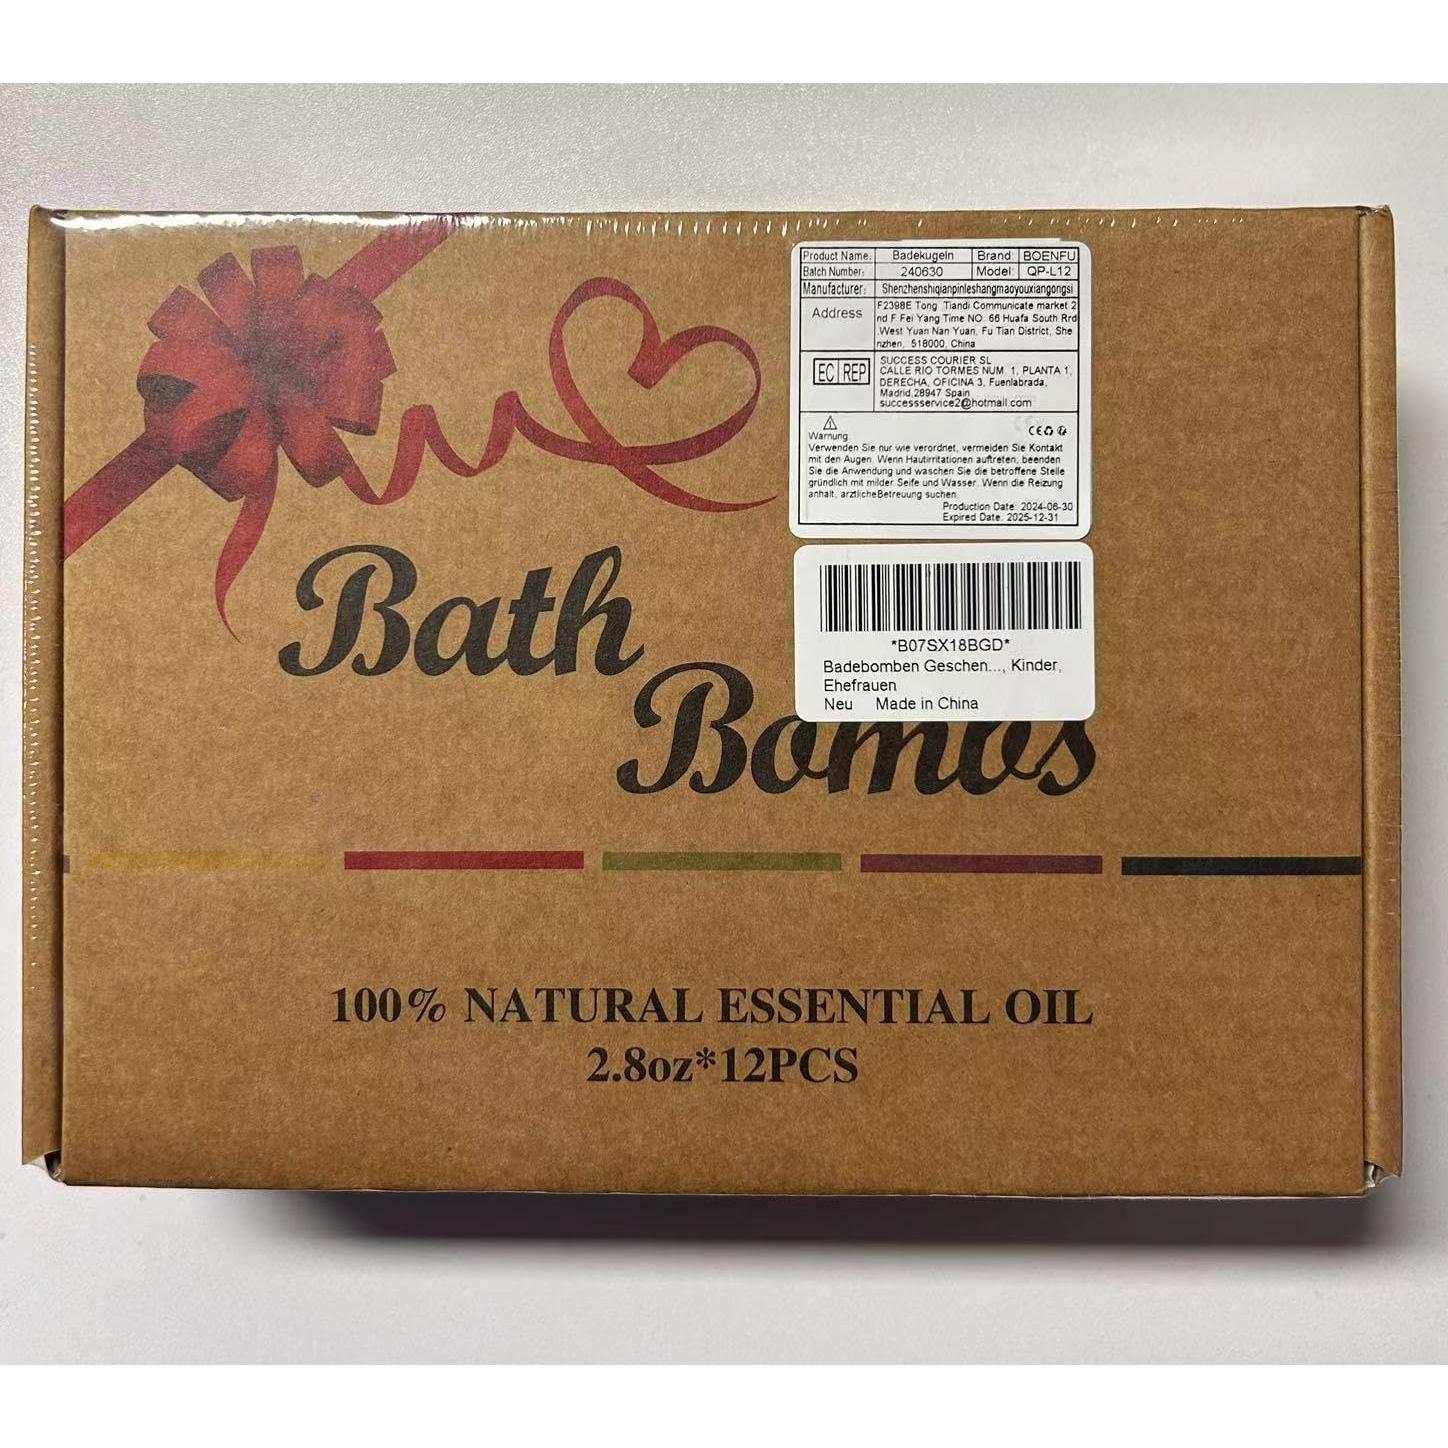 Product Name: Badekugeln Brand: BOENFU
Batch Number: 240630 Model: QP-L12
Manufacturer: Shenzhenshiqianpinleshangmaoyouxiangongsi
Address F2398E Tong Tiandi Communicate market 2
nd F Fei Yang Time NO. 66 Huafa South Rrd
.West Yuan Nan Yuan, Fu Tian District, She
nzhen, 518000, China
EC REP SUCCESS COURIER SL
CALLE RIO TORMES NUM. 1, PLANTA 1,
DERECHA, OFICINA 3, Fuenlabrada,
Madrid,28947 Spain
successservice2@hotmail.com
CE
Warnung
Verwenden Sie nur wie verordnet, vermeiden Sie Kontakt
mit den Augen. Wenn Hautirritationen auftreten, beenden
Sie die Anwendung und waschen Sie die betroffene Stelle
gründlich mit milder Seife und Wasser. Wenn die Reizung
anhalt, arztlicheBetreuung suchen.
Production Date: 2024-06-30
Expired Date: 2025-12-31
*B07SX18BGD*
Badebomben Geschen..., Kinder,
Ehefrauen
Neu Made in China
Bath
Bombs
100% NATURAL ESSENTIAL OIL
2.8oz*12PCS